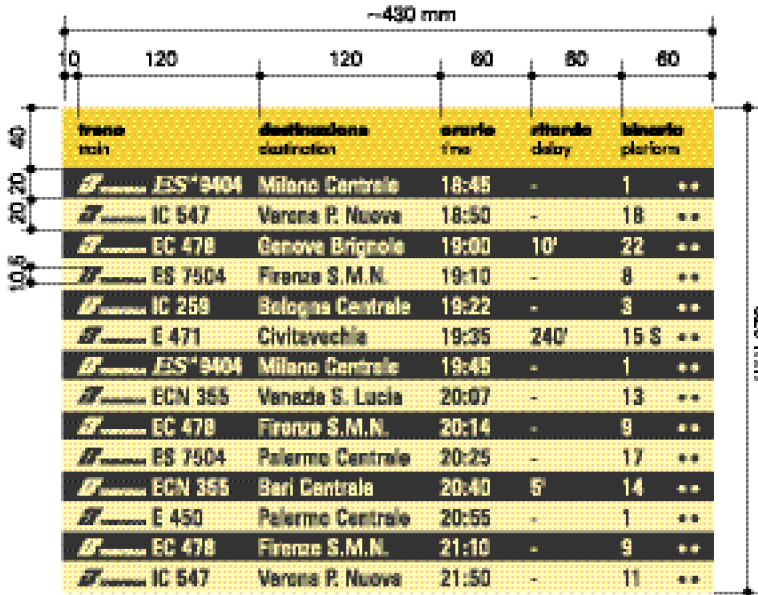 ~430 mm
10 120 120 60 60 60
40
20
20
10,5
treno destinazione orario ritardo binario
train destination time delay platform
ES* 9404 Milano Centrale 18:45 - 1 ••
IC 547 Verona P. Nuova 18:50 - 18 ••
EC 478 Genova Brignole 19:00 10' 22 ••
ES 7504 Firenze S.M.N. 19:10 - 8 ••
IC 259 Bologna Centrale 19:22 - 3 ••
E 471 Civitavechia 19:35 240' 15 S ••
ES* 9404 Milano Centrale 19:45 - 1 ••
ECN 355 Venezia S. Lucia 20:07 - 13 ••
EC 478 Firenze S.M.N. 20:14 - 9 ••
ES 7504 Palermo Centrale 20:25 - 17 ••
ECN 355 Bari Centrale 20:40 5' 14 ••
E 450 Palermo Centrale 20:55 - 1 ••
EC 478 Firenze S.M.N. 21:10 - 9 ••
IC 547 Verona P. Nuova 21:50 - 11 ••